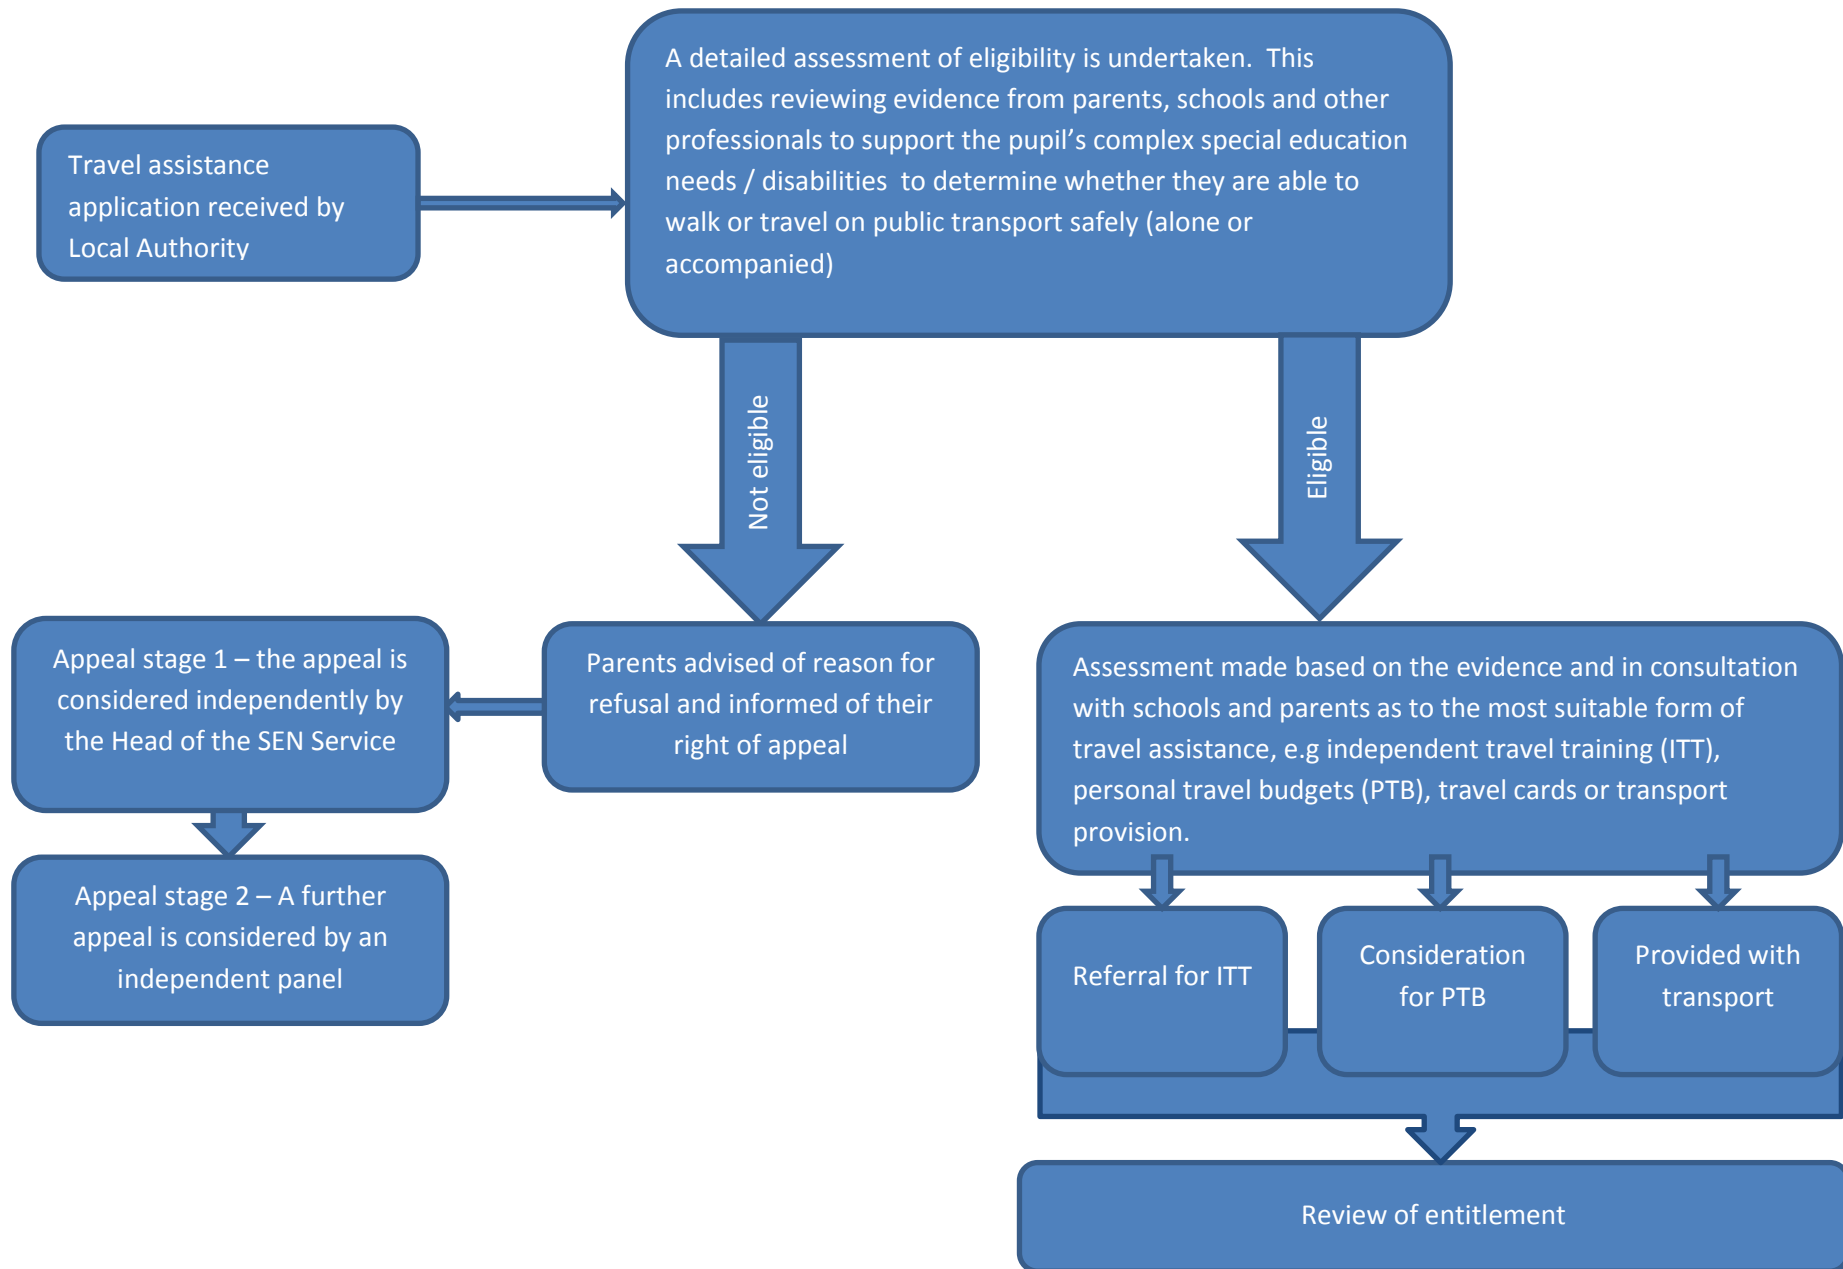 Travel assistance
application received by
Local Authority
A detailed assessment of eligibility is undertaken.  This
includes reviewing evidence from parents, schools and other
professionals to support the pupil’s complex special education
needs / disabilities  to determine whether they are able to
walk or travel on public transport safely (alone or
accompanied)
Not eligible
Eligible
Appeal stage 1 – the appeal is
considered independently by
the Head of the SEN Service
Parents advised of reason for
refusal and informed of their
right of appeal
Assessment made based on the evidence and in consultation
with schools and parents as to the most suitable form of
travel assistance, e.g independent travel training (ITT),
personal travel budgets (PTB), travel cards or transport
provision.
Appeal stage 2 – A further
appeal is considered by an
independent panel
Referral for ITT
Consideration
for PTB
Provided with
transport
Review of entitlement